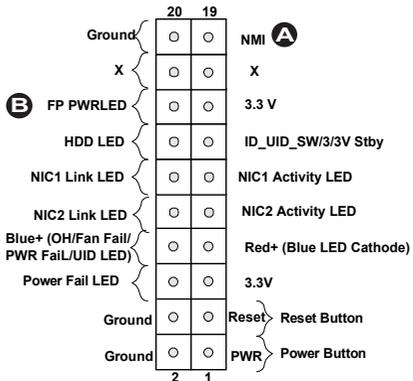 20 19
Ground NMI A
X X
B FP PWRLED 3.3 V
HDD LED ID_UID_SW/3/3V Stby
NIC1 Link LED NIC1 Activity LED
NIC2 Link LED NIC2 Activity LED
Blue+ (OH/Fan Fail/
PWR FaiL/UID LED) Red+ (Blue LED Cathode)
Power Fail LED 3.3V
Ground Reset Reset Button
Ground PWR Power Button
2 1